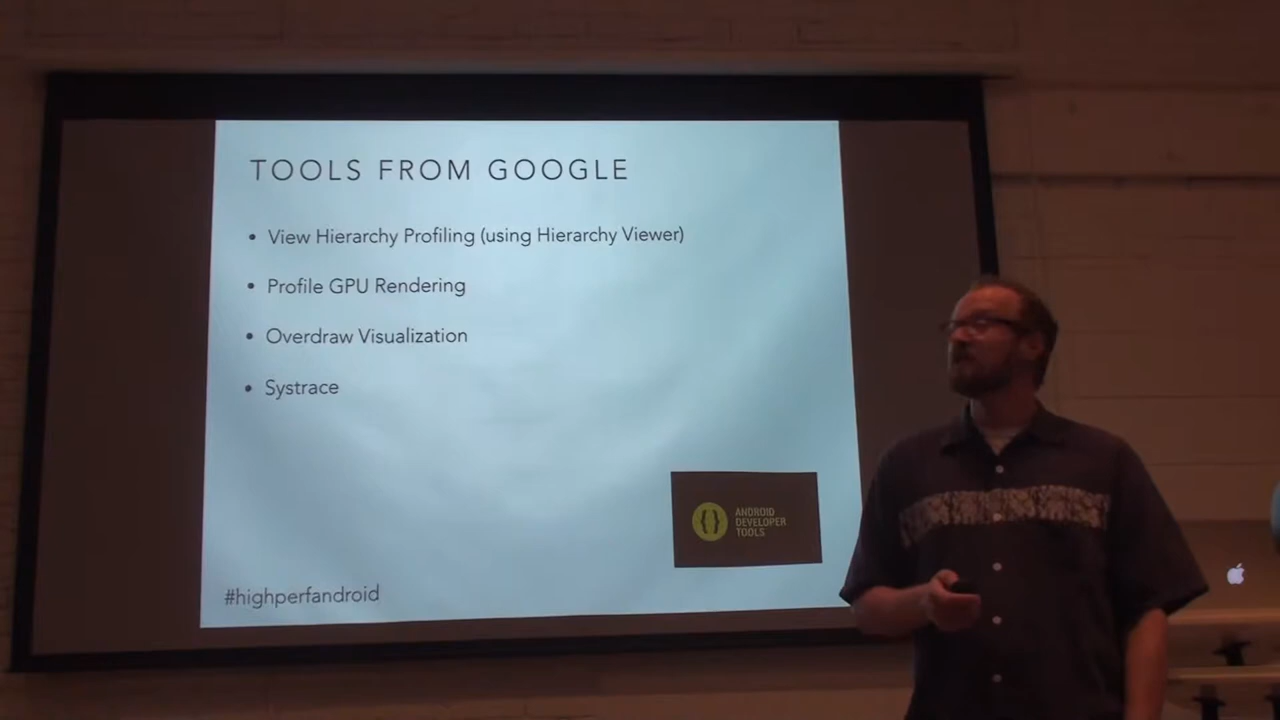 TOOLS FROM GOOGLE
• View Hierarchy Profiling (using Hierarchy Viewer)
• Profile GPU Rendering
• Overdraw Visualization
• Systrace
{ }
ANDROID
DEVELOPER
TOOLS
#highperfandroid